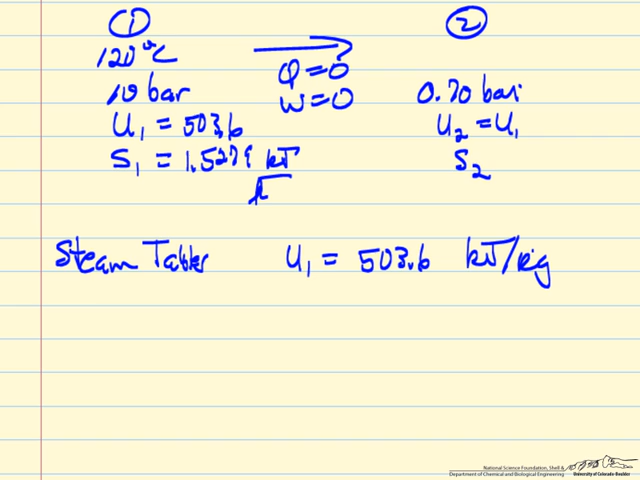 ① ②
120°C
10 bar Q=0 0.70 bar
W=0
U₁ = 503.6 U₂ = U₁
S₁ = 1.5279 kJ S₂
Steam Tables U₁ = 503.6 kJ/kg
National Science Foundation, Shell &
Department of Chemical and Biological Engineering University of Colorado Boulder